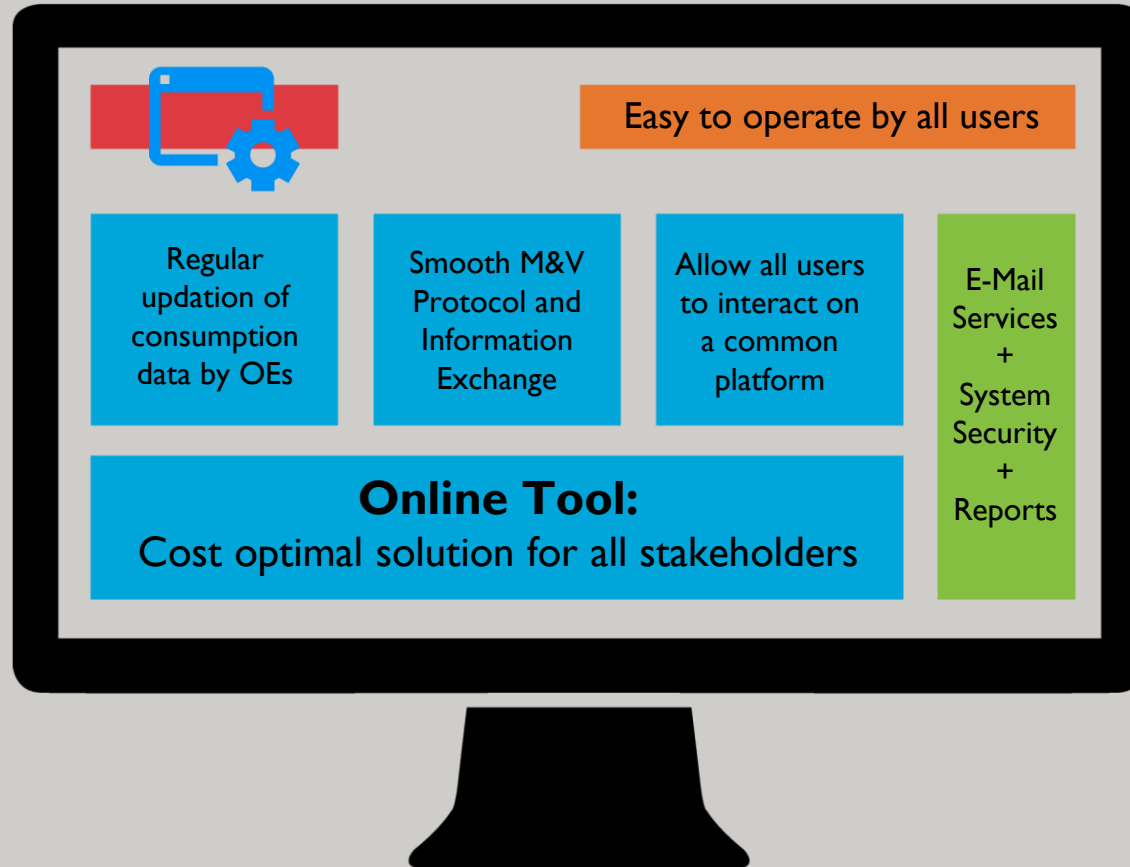 Easy to operate by all users
Regular
updation of
consumption
data by OEs
Smooth M&V
Protocol and
Information
Exchange
Allow all users
to interact on
a common
platform
E-Mail
Services
+
System
Security
+
Reports
Online Tool:
Cost optimal solution for all stakeholders